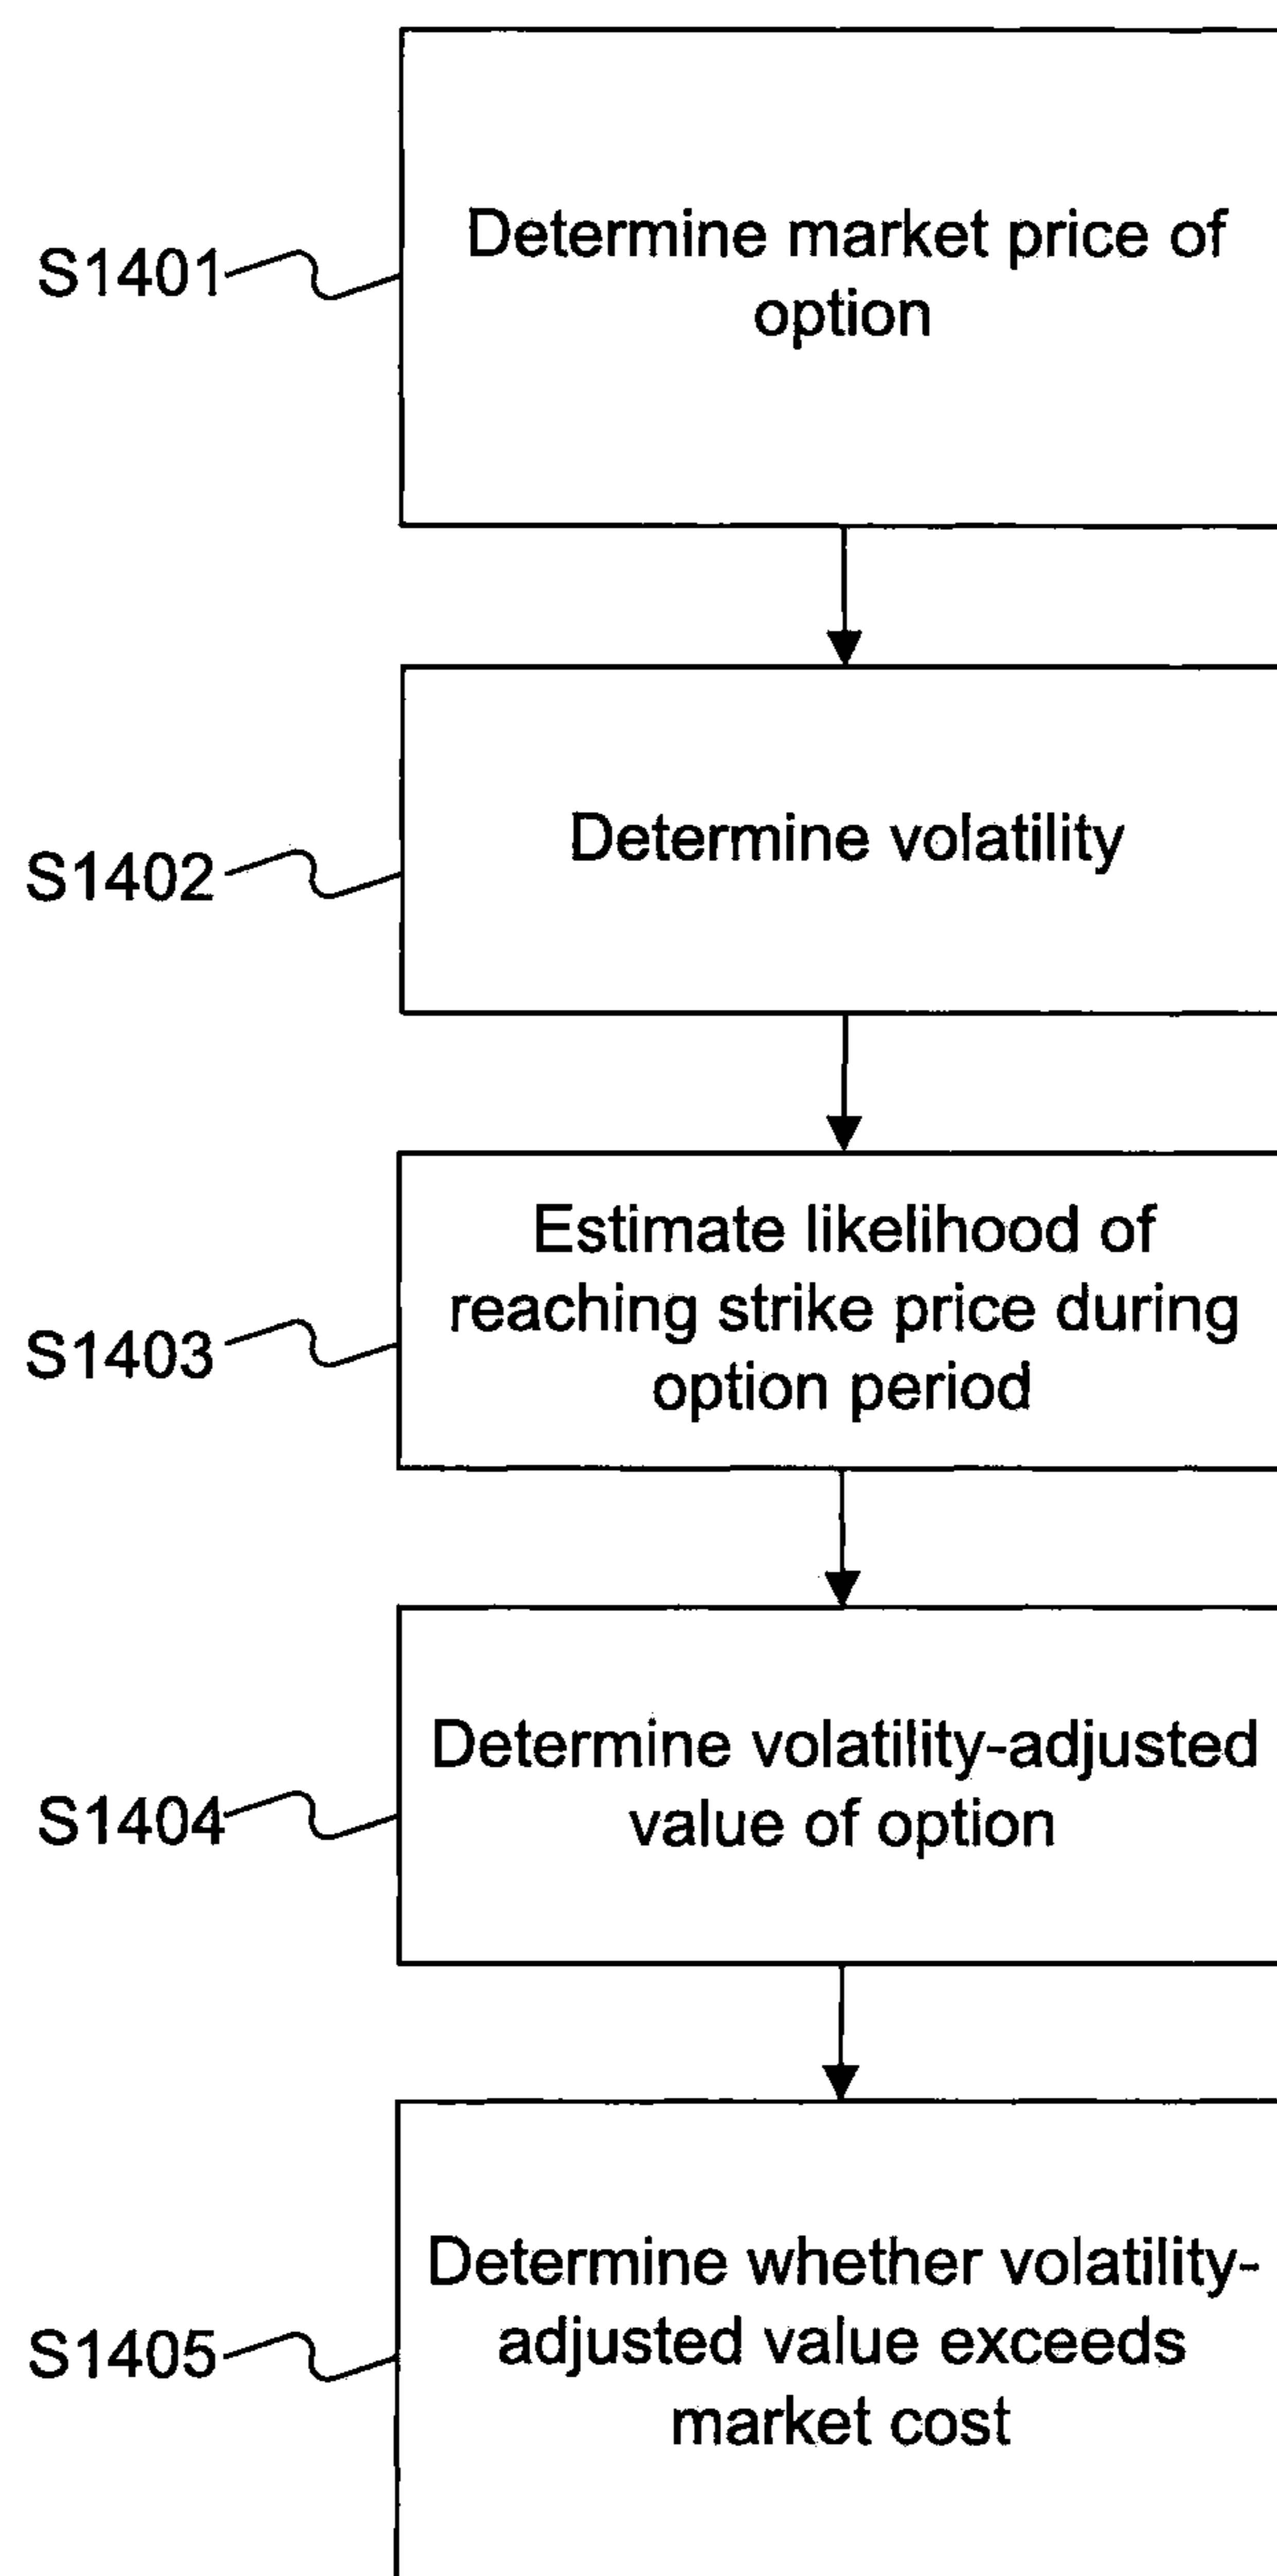 S1401
Determine market price of
option
S1402
Determine volatility
S1403
Estimate likelihood of
reaching strike price during
option period
S1404
Determine volatility-adjusted
value of option
S1405
Determine whether volatility-
adjusted value exceeds
market cost